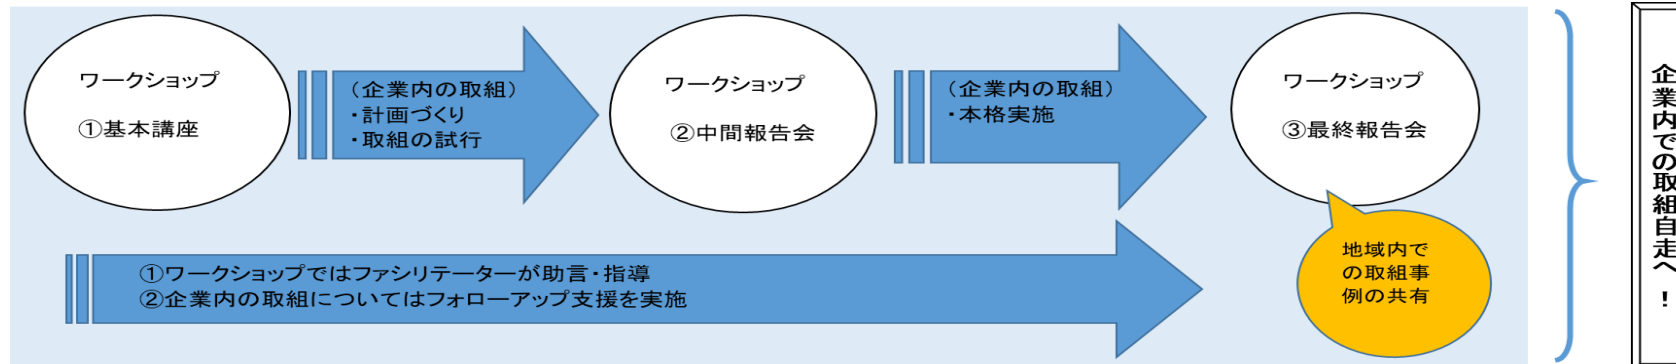 ワークショップ
①基本講座
(企業内の取組)
・計画づくり
・取組の試行
ワークショップ
②中間報告会
(企業内の取組)
・本格実施
ワークショップ
③最終報告会
地域内で
の取組事
例の共有
①ワークショップではファシリテーターが助言・指導
②企業内の取組についてはフォローアップ支援を実施
企業内での取組自走へ!